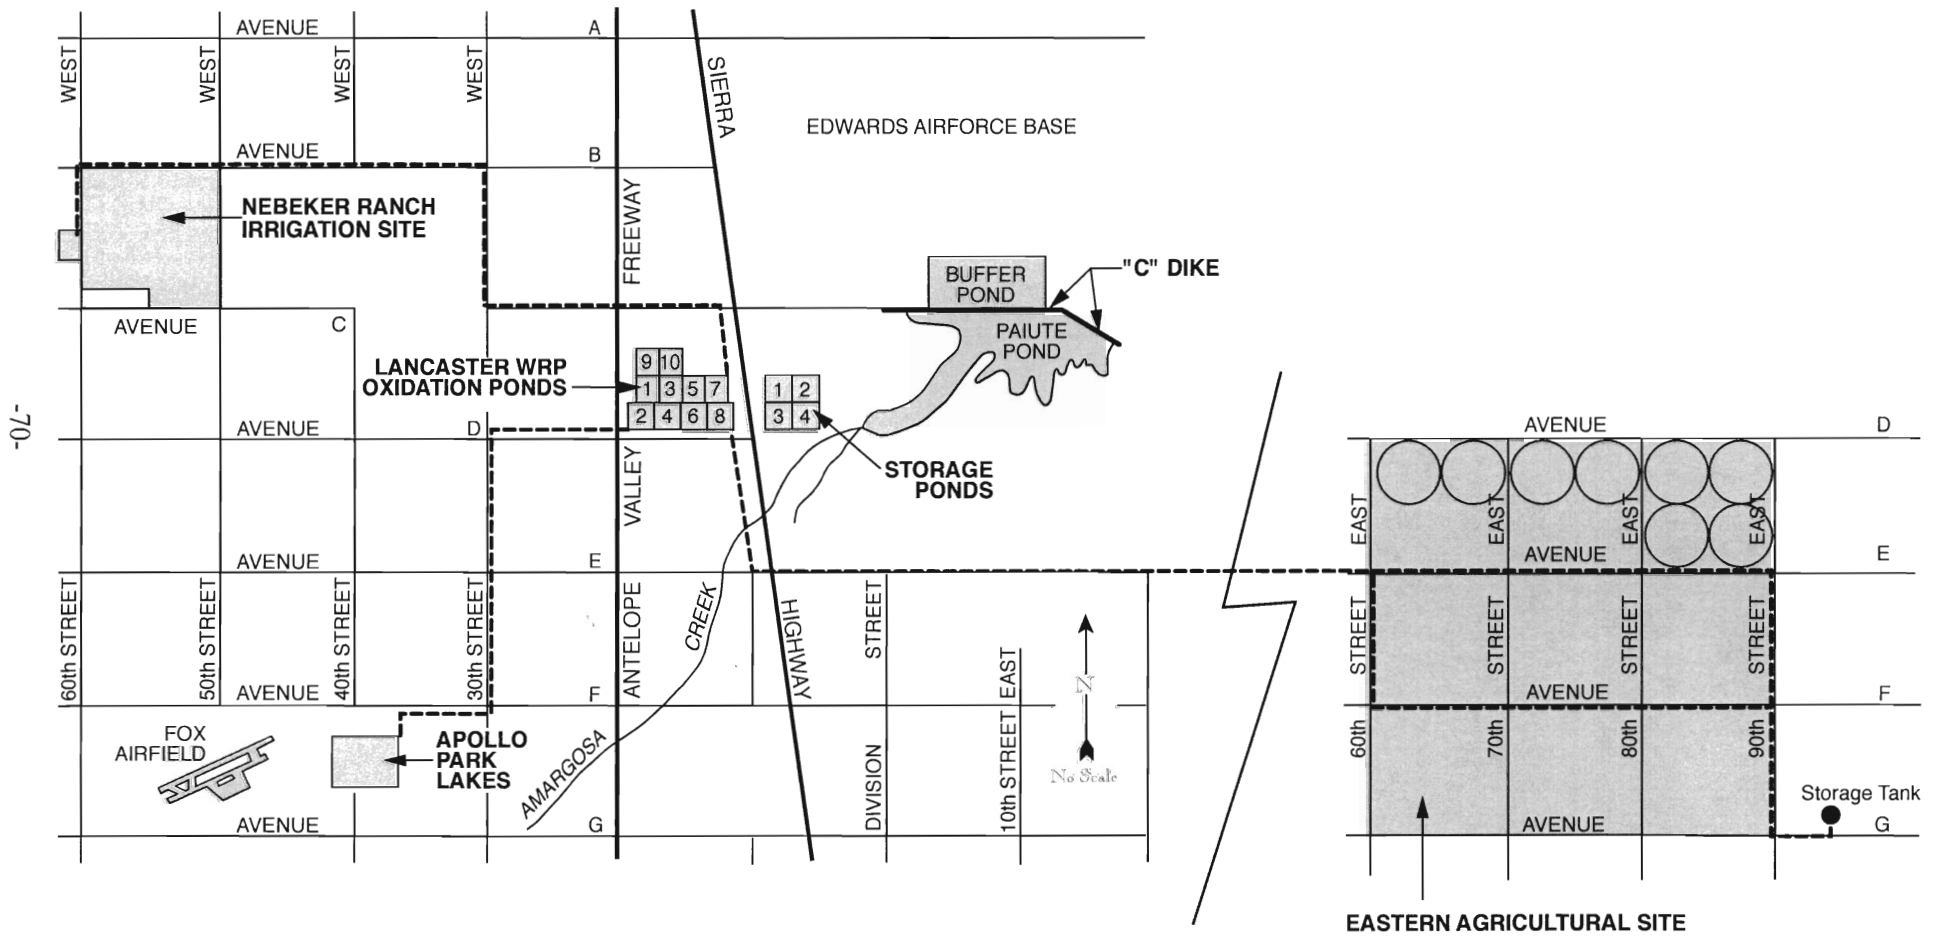 AVENUE A
WEST
WEST
WEST
WEST
SIERRA
EDWARDS AIRFORCE BASE
AVENUE B
NEBEKER RANCH
IRRIGATION SITE
FREEWAY
BUFFER
POND
"C" DIKE
AVENUE C
PAIUTE
POND
LANCASTER WRP
OXIDATION PONDS
9 10
1 3 5 7
2 4 6 8
1 2
3 4
-70-
AVENUE D
STORAGE
PONDS
VALLEY
AVENUE D
EAST
EAST
EAST
EAST
AVENUE E
AVENUE E
60th STREET
50th STREET
40th STREET
30th STREET
ANTELOPE
CREEK
HIGHWAY
STREET
STREET
STREET
STREET
STREET
AVENUE F
10th STREET EAST
N
No Scale
AVENUE F
FOX
AIRFIELD
APOLLO
PARK
LAKES
AMARGOSA
DIVISION
60th
70th
80th
90th
Storage Tank
AVENUE G
AVENUE G
EASTERN AGRICULTURAL SITE